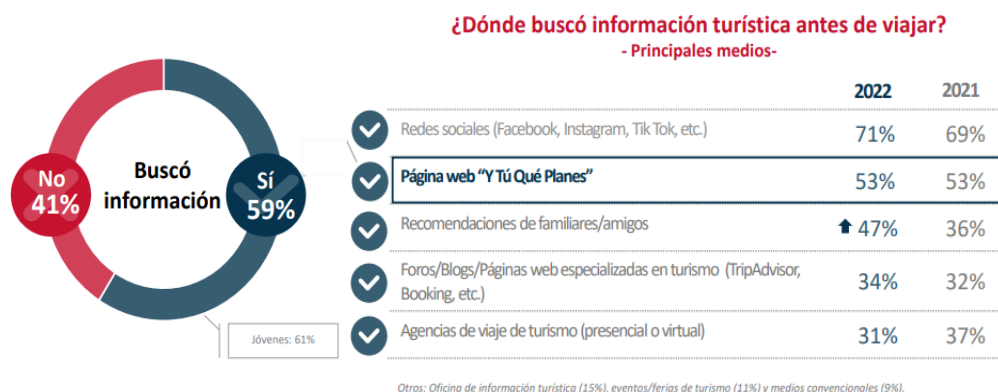 ¿Dónde buscó información turística antes de viajar?
- Principales medios-
2022 2021
Redes sociales (Facebook, Instagram, Tik Tok, etc.) 71% 69%
Página web “Y Tú Qué Planes” 53% 53%
Recomendaciones de familiares/amigos 47% 36%
Foros/Blogs/Páginas web especializadas en turismo (TripAdvisor,
Booking, etc.) 34% 32%
Agencias de viaje de turismo (presencial o virtual) 31% 37%
No
41%
Buscó
información
Sí
59%
Jóvenes: 61%
Otros: Oficina de información turística (15%), eventos/ferias de turismo (11%) y medios convencionales (9%).